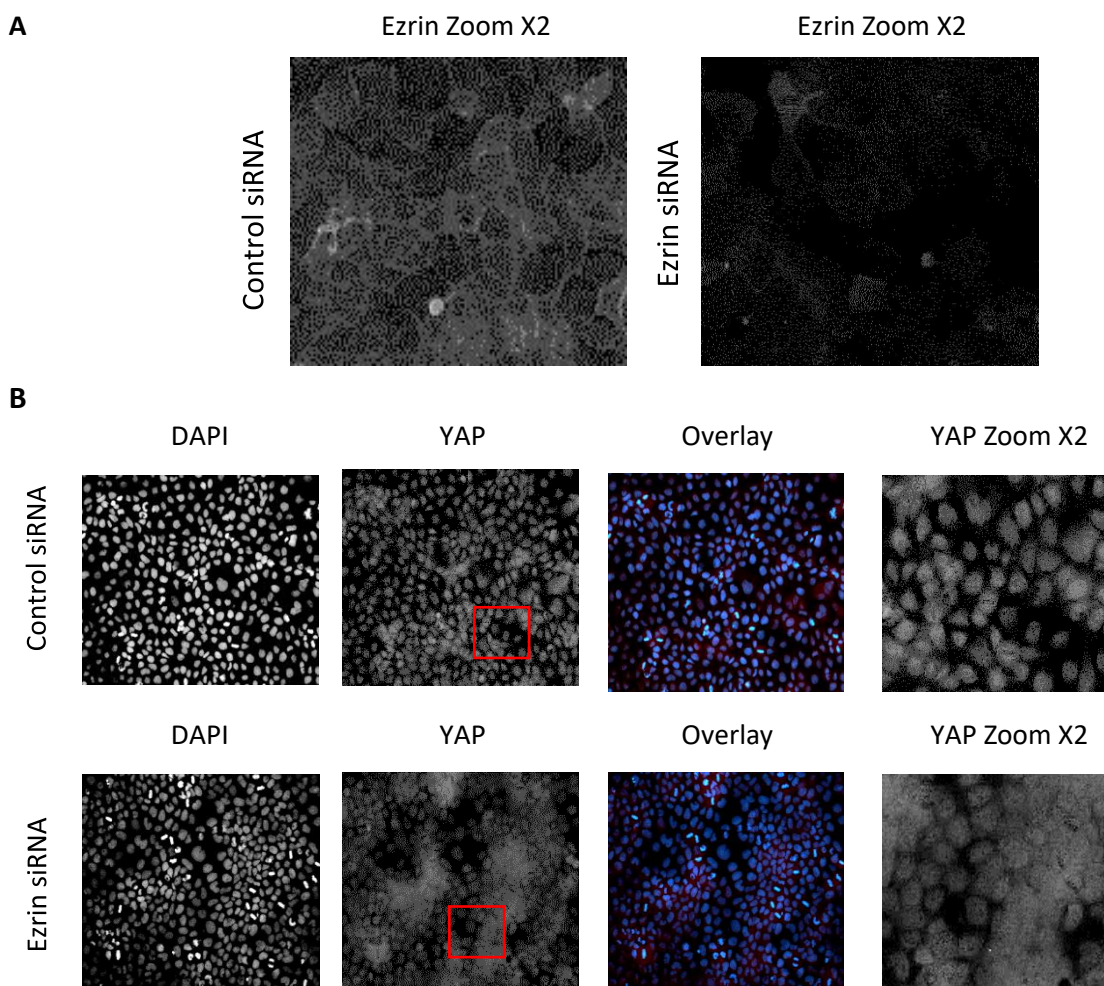 A
Ezrin Zoom X2
Ezrin Zoom X2
Control siRNA
Ezrin siRNA
B
DAPI
YAP
Overlay
YAP Zoom X2
Control siRNA
DAPI
YAP
Overlay
YAP Zoom X2
Ezrin siRNA